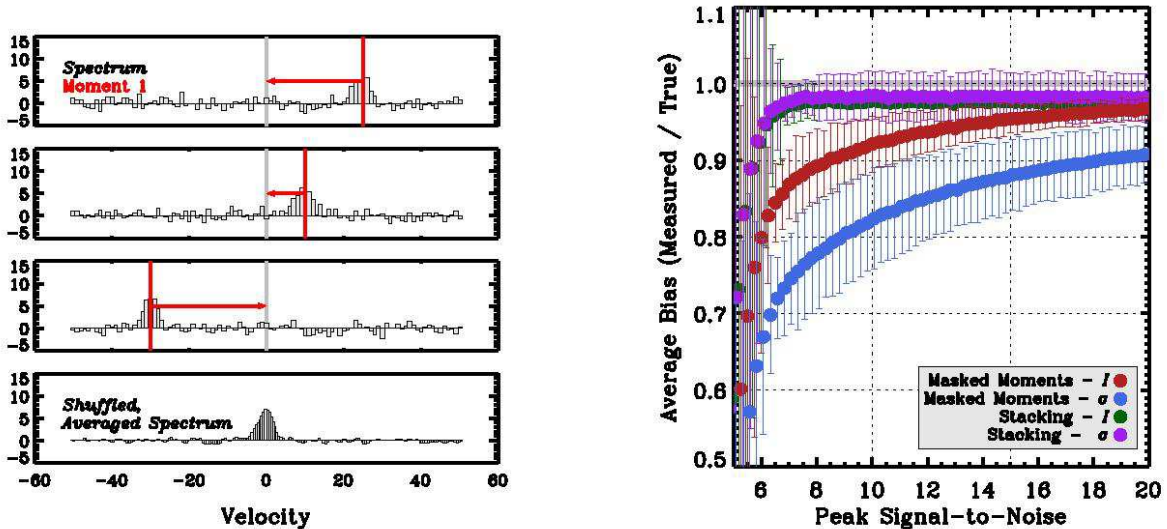 15
10
5
0
−5
Spectrum
Moment 1
15
10
5
0
−5
15
10
5
0
−5
15
10
5
0
−5
Shuffled,
Averaged Spectrum
−60 −40 −20 0 20 40 60
Velocity
Average Bias (Measured / True)
1.1
1.0
0.9
0.8
0.7
0.6
0.5
Masked Moments - I
Masked Moments - σ
Stacking - I
Stacking - σ
6 8 10 12 14 16 18 20
Peak Signal-to-Noise